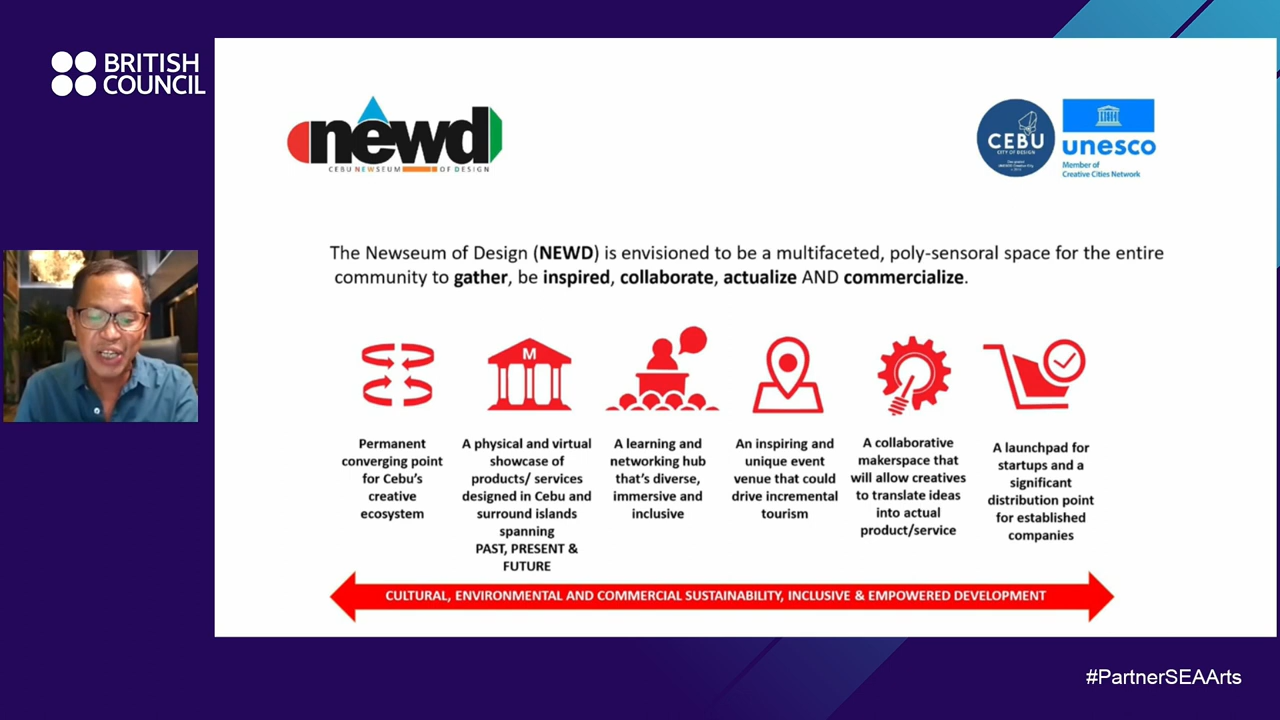 BRITISH
COUNCIL
newd
CEBU NEWSEUM OF DESIGN
CEBU
CITY OF DESIGN
unesco
Member of
Creative Cities Network
The Newseum of Design (NEWD) is envisioned to be a multifaceted, poly-sensoral space for the entire
community to gather, be inspired, collaborate, actualize AND commercialize.
M
Permanent
converging point
for Cebu's
creative
ecosystem
A physical and virtual
showcase of
products/ services
designed in Cebu and
surround islands
spanning
PAST, PRESENT &
FUTURE
A learning and
networking hub
that's diverse,
immersive and
inclusive
An inspiring and
unique event
venue that could
drive incremental
tourism
A collaborative
makerspace that
will allow creatives
to translate ideas
into actual
product/service
A launchpad for
startups and a
significant
distribution point
for established
companies
CULTURAL, ENVIRONMENTAL AND COMMERCIAL SUSTAINABILITY, INCLUSIVE & EMPOWERED DEVELOPMENT
#PartnerSEAArts